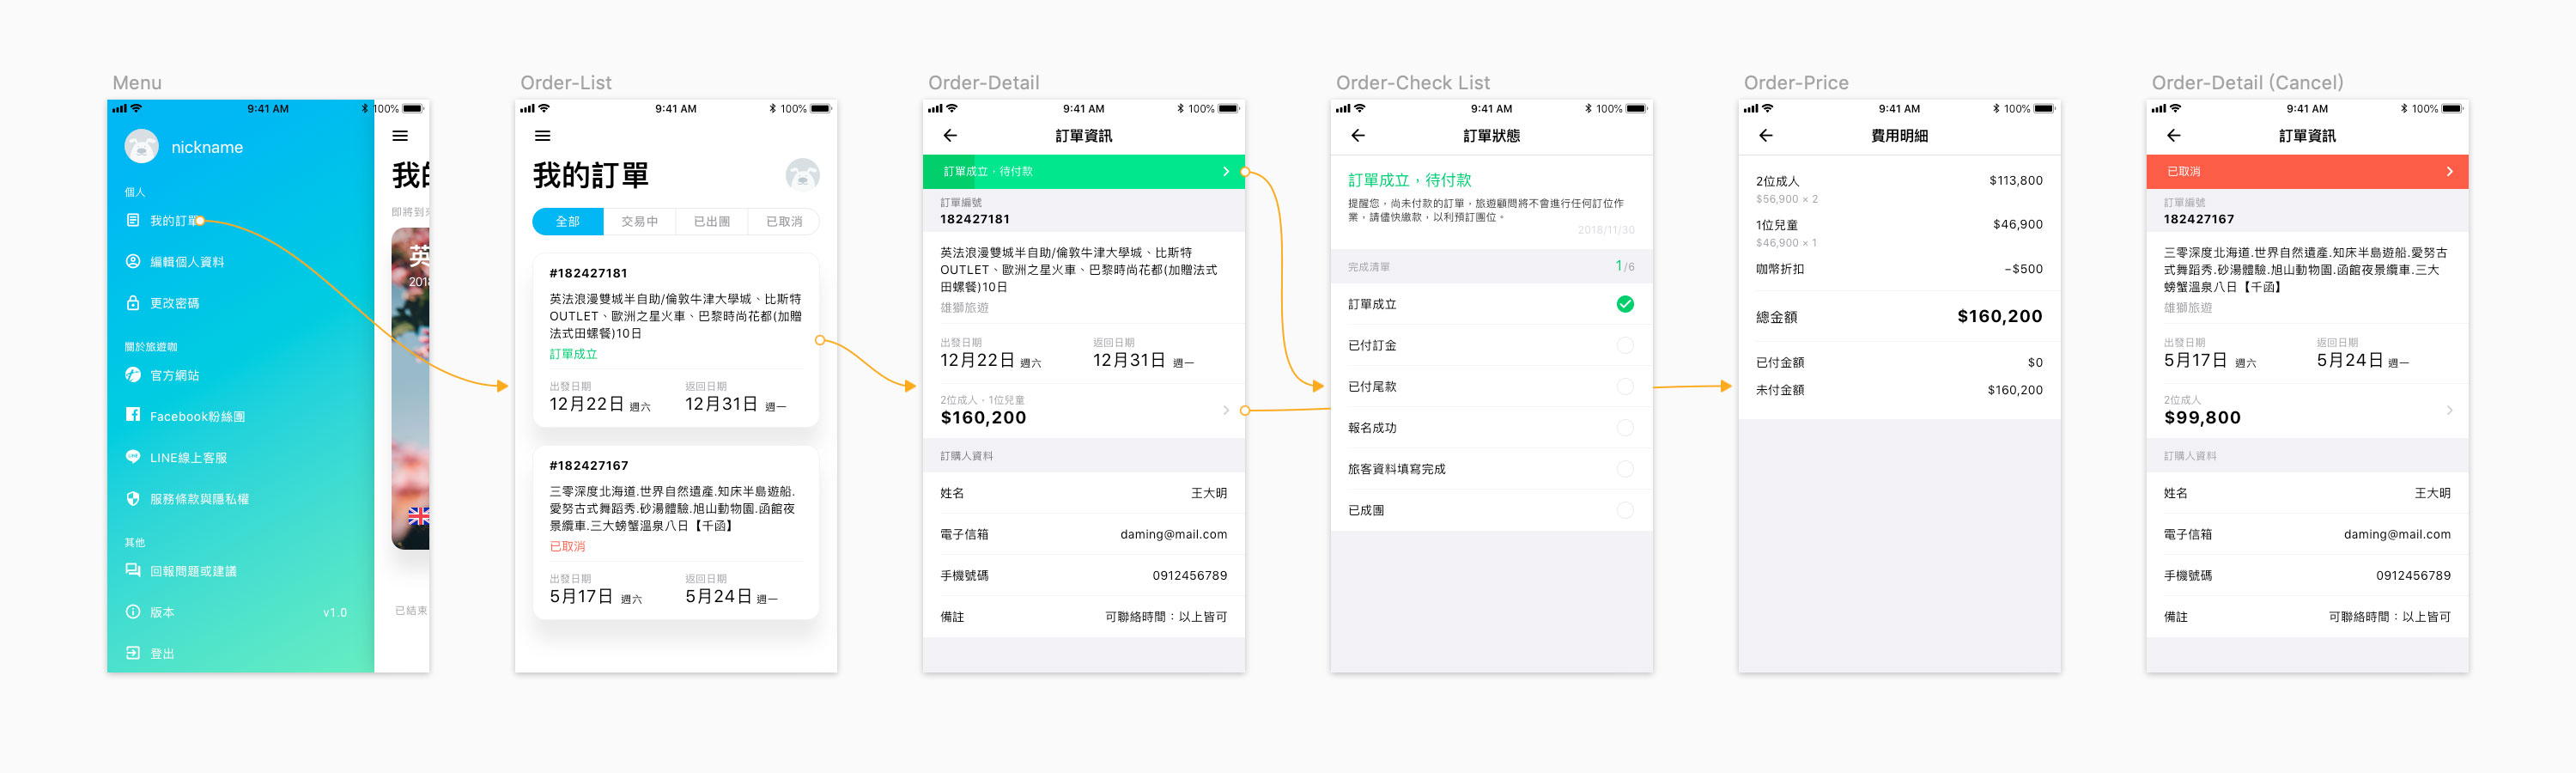 Menu
9:41 AM
100%
nickname
個人
我的訂單
編輯個人資料
更改密碼
關於旅遊咖
官方網站
Facebook粉絲團
LINE線上客服
服務條款與隱私權
其他
回報問題或建議
版本 v1.0
登出
我的
即將到
英
201
已結束
Order-List
9:41 AM
100%
我的訂單
全部 交易中 已出團 已取消
#182427181
英法浪漫雙城半自助/倫敦牛津大學城、比斯特
OUTLET、歐洲之星火車、巴黎時尚花都(加贈
法式田螺餐)10日
訂單成立
出發日期 返回日期
12月22日 週六 12月31日 週一
#182427167
三零深度北海道.世界自然遺產.知床半島遊船.
愛努古式舞蹈秀.砂湯體驗.旭山動物園.函館夜
景纜車.三大螃蟹溫泉八日【千函】
已取消
出發日期 返回日期
5月17日 週六 5月24日 週一
Order-Detail
9:41 AM
100%
訂單資訊
訂單成立，待付款
訂單編號
182427181
英法浪漫雙城半自助/倫敦牛津大學城、比斯特
OUTLET、歐洲之星火車、巴黎時尚花都(加贈法式
田螺餐)10日
雄獅旅遊
出發日期 返回日期
12月22日 週六 12月31日 週一
2位成人，1位兒童
$160,200
訂購人資料
姓名 王大明
電子信箱 daming@mail.com
手機號碼 0912456789
備註 可聯絡時間：以上皆可
Order-Check List
9:41 AM
100%
訂單狀態
訂單成立，待付款
提醒您，尚未付款的訂單，旅遊顧問將不會進行任何訂位作
業，請儘快繳款，以利預訂團位。
2018/11/30
完成清單 1/6
訂單成立
已付訂金
已付尾款
報名成功
旅客資料填寫完成
已成團
Order-Price
9:41 AM
100%
費用明細
2位成人 $113,800
$56,900 × 2
1位兒童 $46,900
$46,900 × 1
咖幣折扣 -$500
總金額 $160,200
已付金額 $0
未付金額 $160,200
Order-Detail (Cancel)
9:41 AM
100%
訂單資訊
已取消
訂單編號
182427167
三零深度北海道.世界自然遺產.知床半島遊船.愛努古
式舞蹈秀.砂湯體驗.旭山動物園.函館夜景纜車.三大
螃蟹溫泉八日【千函】
雄獅旅遊
出發日期 返回日期
5月17日 週六 5月24日 週一
2位成人
$99,800
訂購人資料
姓名 王大明
電子信箱 daming@mail.com
手機號碼 0912456789
備註 可聯絡時間：以上皆可